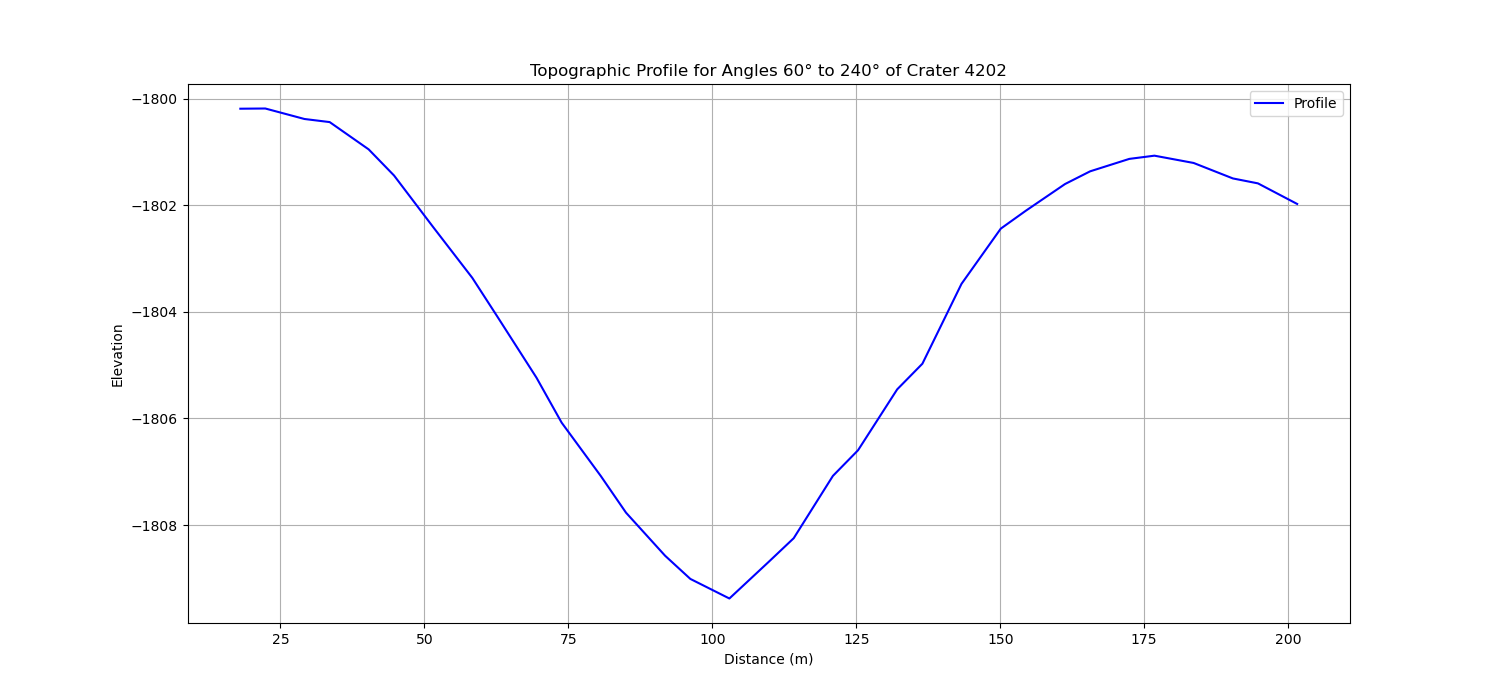 Topographic Profile for Angles 60° to 240° of Crater 4202
Profile
−1800
−1802
−1804
−1806
−1808
Elevation
25 50 75 100 125 150 175 200
Distance (m)